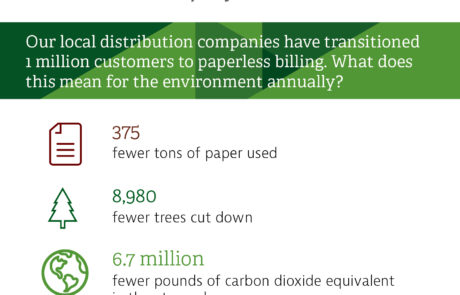 Our local distribution companies have transitioned
1 million customers to paperless billing. What does
this mean for the environment annually?
375
fewer tons of paper used
8,980
fewer trees cut down
6.7 million
fewer pounds of carbon dioxide equivalent